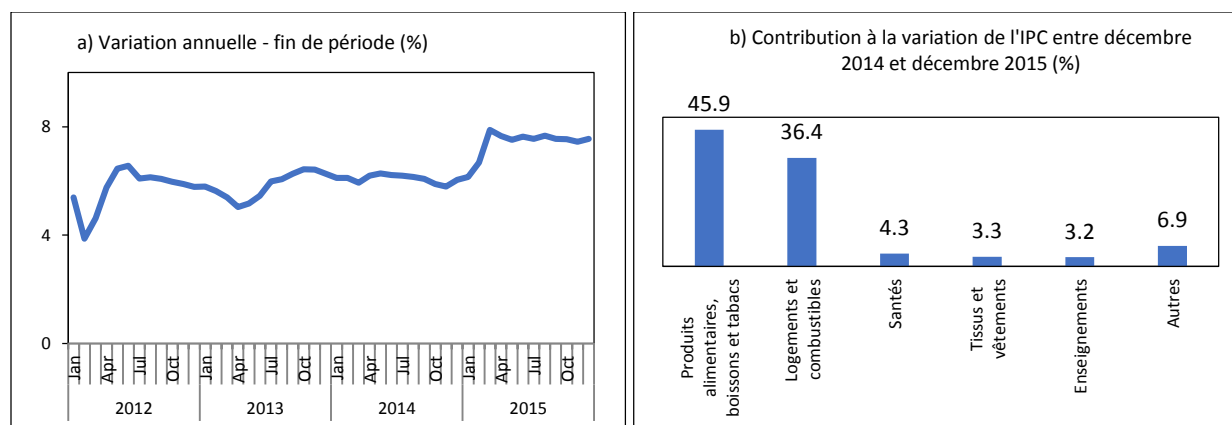 a) Variation annuelle - fin de période (%)
8
4
0
Jan
Apr
Jul
Oct
Jan
Apr
Jul
Oct
Jan
Apr
Jul
Oct
Jan
Apr
Jul
Oct
2012
2013
2014
2015
b) Contribution à la variation de l'IPC entre décembre
2014 et décembre 2015 (%)
45.9
36.4
4.3
3.3
3.2
6.9
Produits
alimentaires,
boissons et tabacs
Logements et
combustibles
Santés
Tissus et
vêtements
Enseignements
Autres